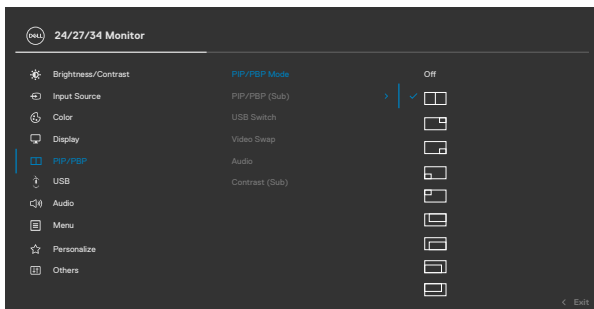 DELL
24/27/34 Monitor
Brightness/Contrast
Input Source
Color
Display
PIP/PBP
USB
Audio
Menu
Personalize
Others
PIP/PBP Mode
PIP/PBP (Sub)
USB Switch
Video Swap
Audio
Contrast (Sub)
Off
Exit